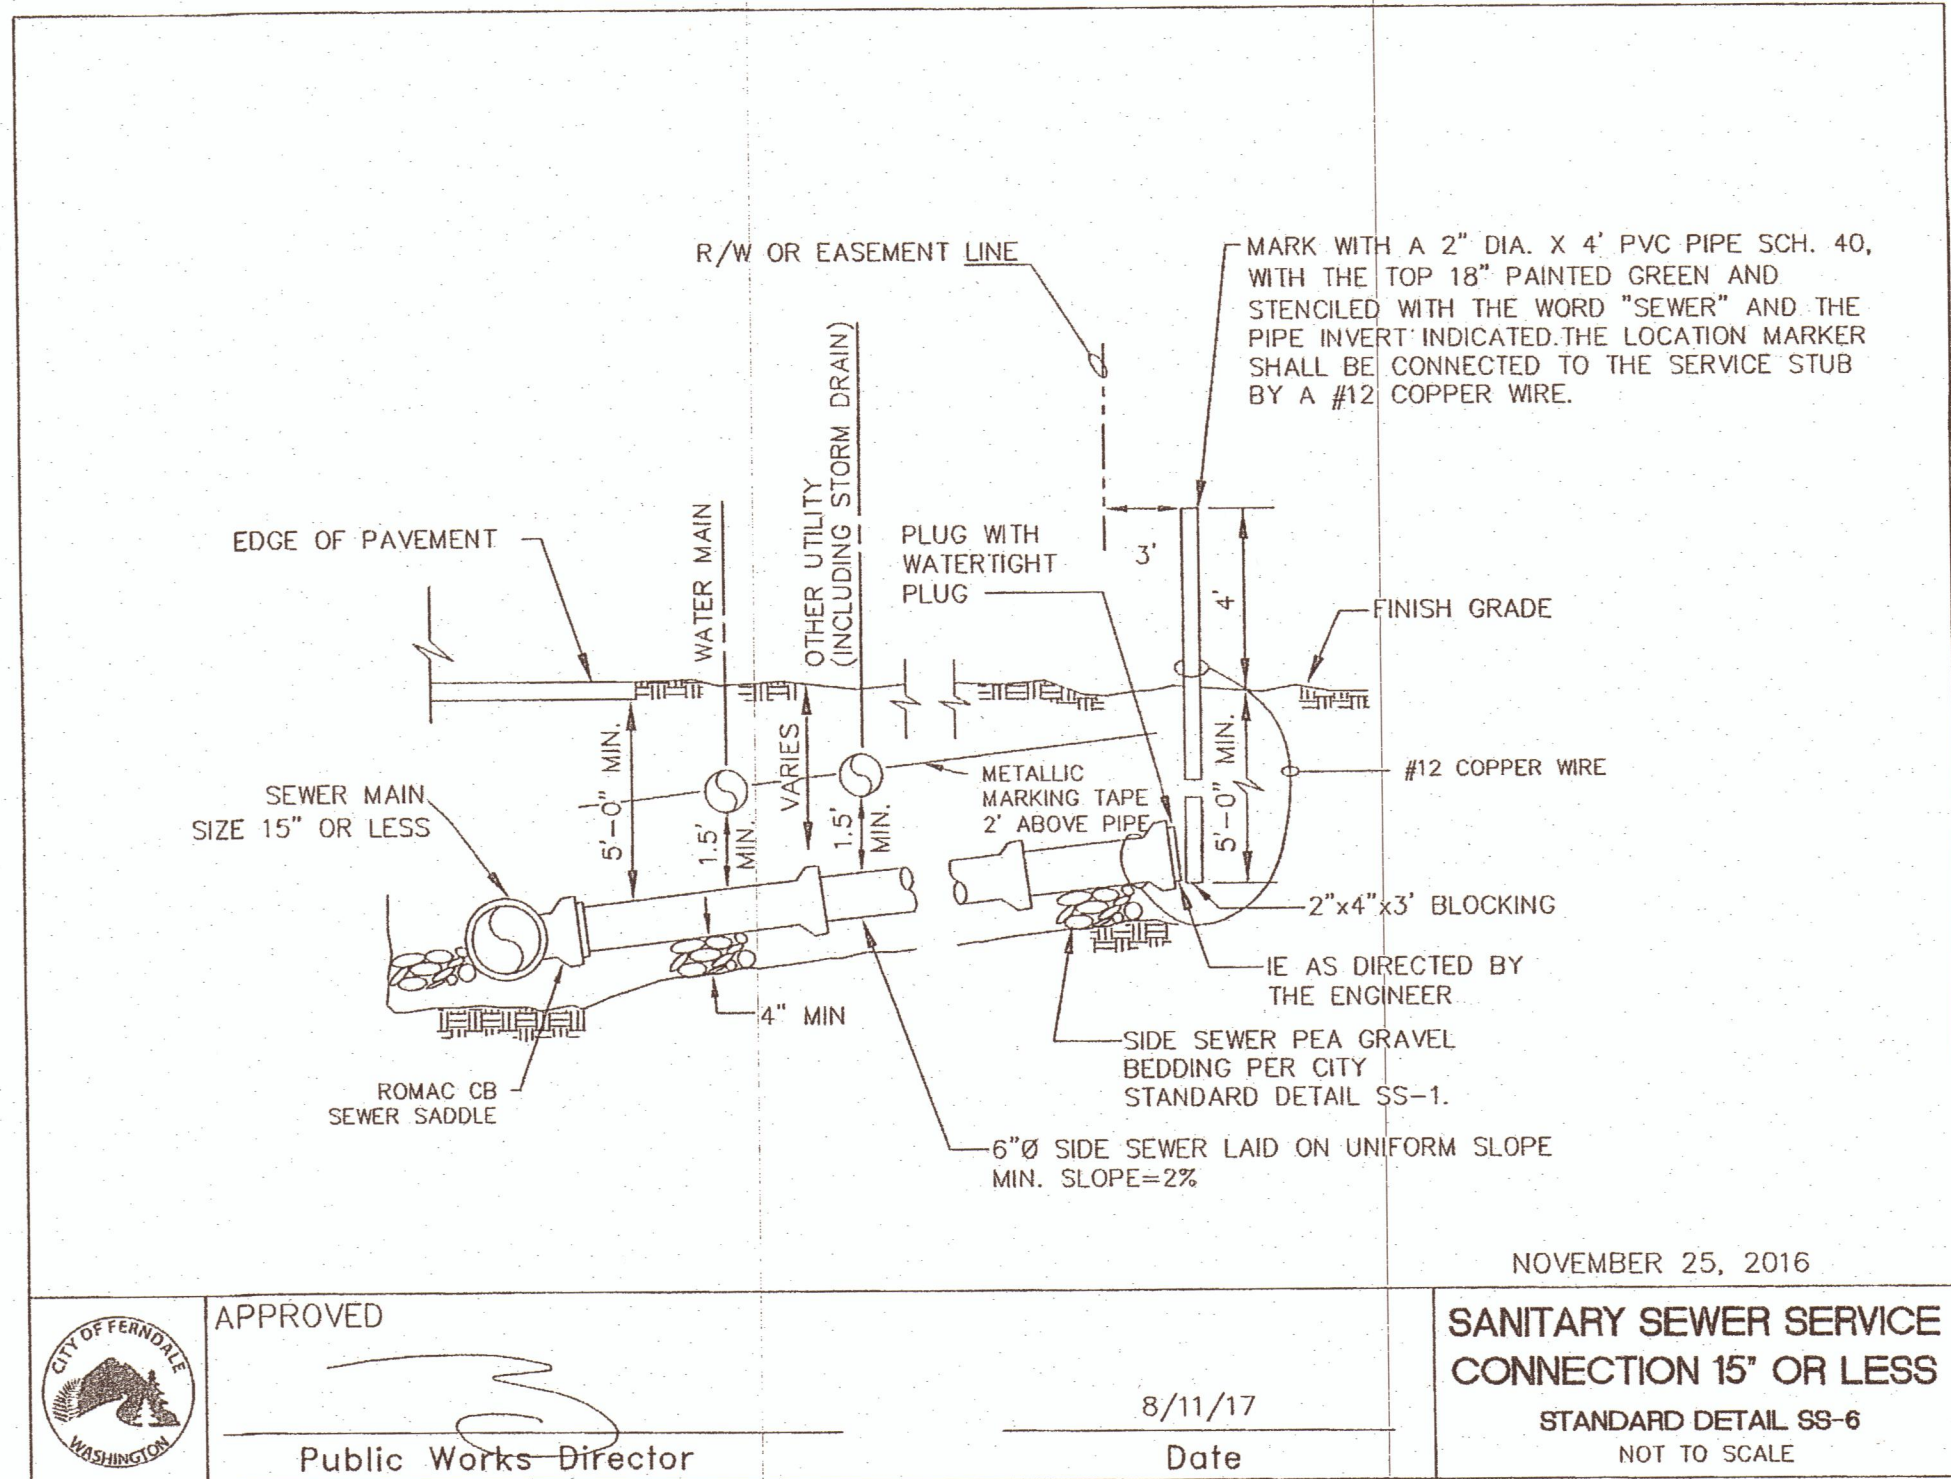 R/W OR EASEMENT LINE
MARK WITH A 2" DIA. X 4' PVC PIPE SCH. 40,
WITH THE TOP 18" PAINTED GREEN AND
STENCILED WITH THE WORD "SEWER" AND THE
PIPE INVERT INDICATED.THE LOCATION MARKER
SHALL BE CONNECTED TO THE SERVICE STUB
BY A #12 COPPER WIRE.
EDGE OF PAVEMENT
WATER MAIN
OTHER UTILITY
(INCLUDING STORM DRAIN)
PLUG WITH
WATERTIGHT
PLUG
3'
4'
FINISH GRADE
5'-0" MIN.
VARIES
5'-0" MIN.
#12 COPPER WIRE
SEWER MAIN
SIZE 15" OR LESS
1.5'
MIN.
1.5'
MIN.
METALLIC
MARKING TAPE
2' ABOVE PIPE
2"x4"x3' BLOCKING
IE AS DIRECTED BY
THE ENGINEER
4" MIN
SIDE SEWER PEA GRAVEL
BEDDING PER CITY
STANDARD DETAIL SS-1.
ROMAC CB
SEWER SADDLE
6"Ø SIDE SEWER LAID ON UNIFORM SLOPE
MIN. SLOPE=2%
NOVEMBER 25, 2016
CITY OF FERNDALE
WASHINGTON
APPROVED
Public Works Director
8/11/17
Date
SANITARY SEWER SERVICE
CONNECTION 15" OR LESS
STANDARD DETAIL SS-6
NOT TO SCALE